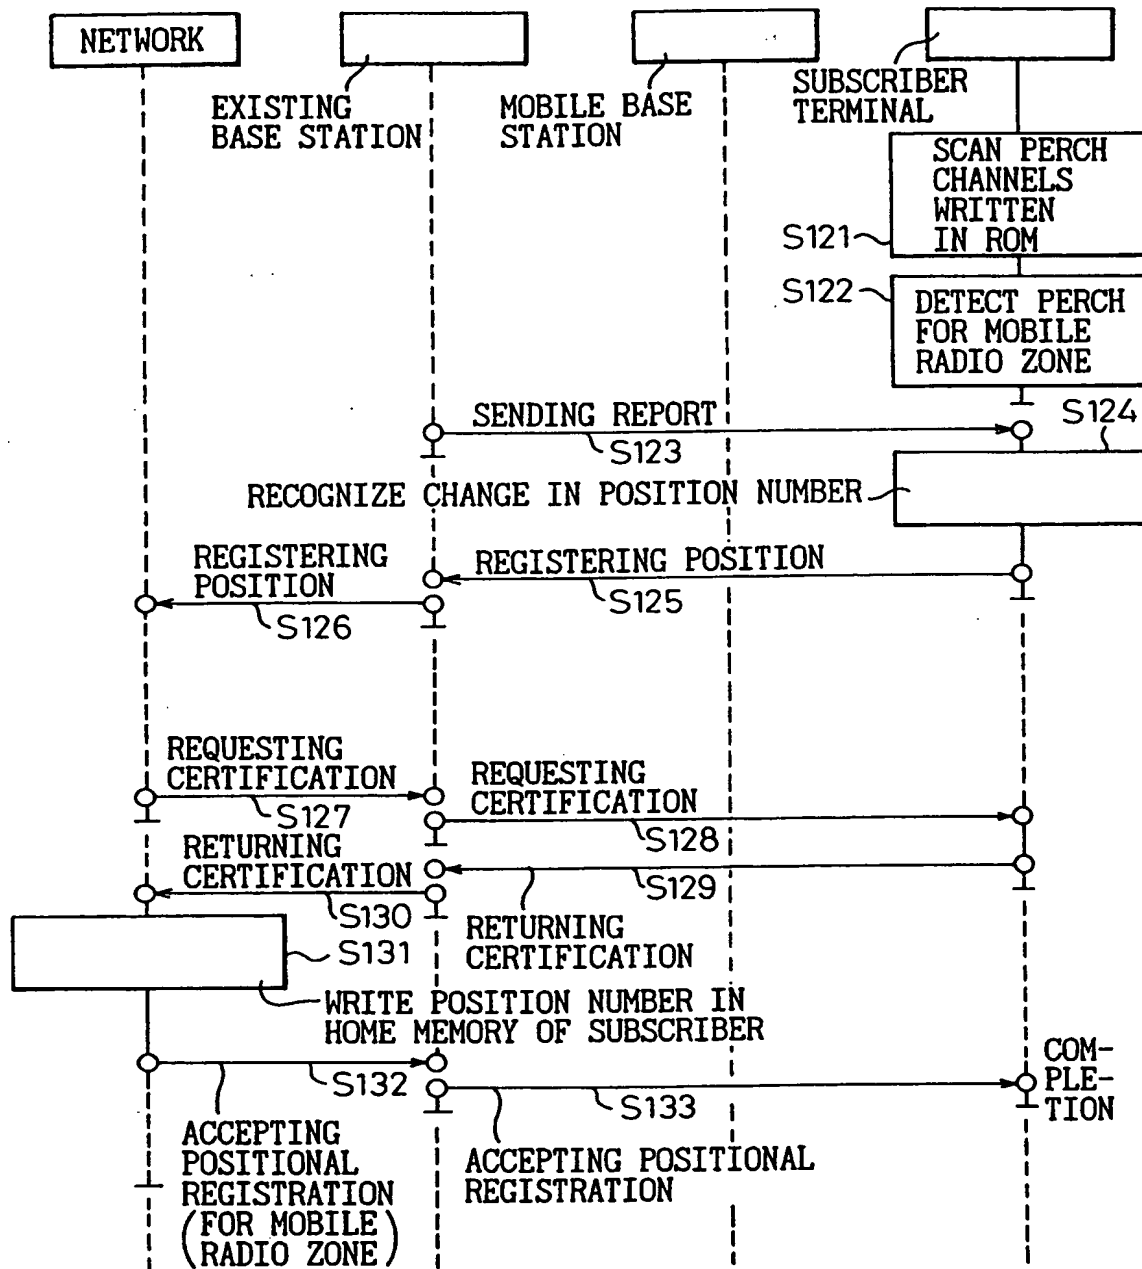 NETWORK
EXISTING
BASE STATION
MOBILE BASE
STATION
SUBSCRIBER
TERMINAL
SCAN PERCH
CHANNELS
WRITTEN
IN ROM
S121
S122
DETECT PERCH
FOR MOBILE
RADIO ZONE
SENDING REPORT
S123
S124
RECOGNIZE CHANGE IN POSITION NUMBER
REGISTERING
POSITION
REGISTERING POSITION
S125
S126
REQUESTING
CERTIFICATION
S127
REQUESTING
CERTIFICATION
S128
RETURNING
CERTIFICATION
S129
S130
RETURNING
CERTIFICATION
S131
WRITE POSITION NUMBER IN
HOME MEMORY OF SUBSCRIBER
S132
S133
COM-
PLE-
TION
ACCEPTING
POSITIONAL
REGISTRATION
(FOR MOBILE
RADIO ZONE)
ACCEPTING POSITIONAL
REGISTRATION